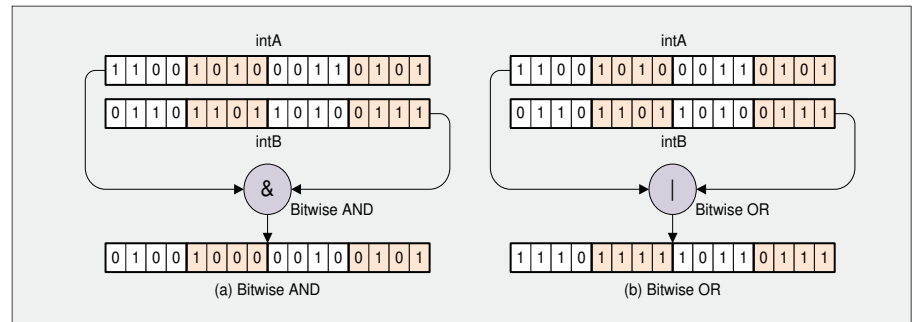 intA
1 1 0 0 1 0 1 0 0 0 1 1 0 1 0 1
0 1 1 0 1 1 0 1 1 0 1 0 0 1 1 1
intB
&
Bitwise AND
0 1 0 0 1 0 0 0 0 0 1 0 0 1 0 1
(a) Bitwise AND
intA
1 1 0 0 1 0 1 0 0 0 1 1 0 1 0 1
0 1 1 0 1 1 0 1 1 0 1 0 0 1 1 1
intB
|
Bitwise OR
1 1 1 0 1 1 1 1 1 0 1 1 0 1 1 1
(b) Bitwise OR